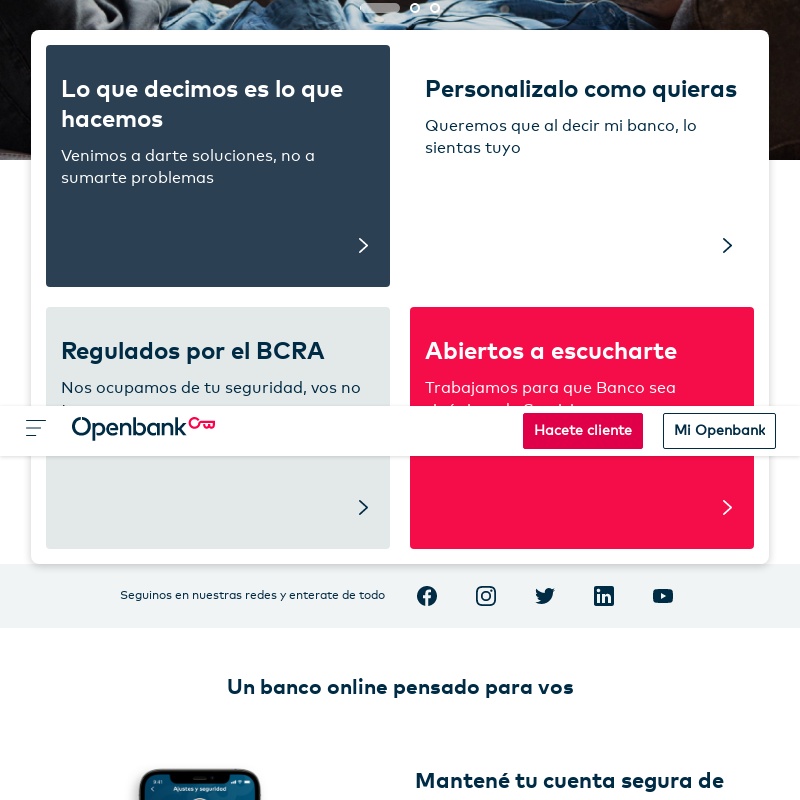 Lo que decimos es lo que
hacemos
Venimos a darte soluciones, no a
sumarte problemas
Personalizalo como quieras
Queremos que al decir mi banco, lo
sientas tuyo
Regulados por el BCRA
Nos ocupamos de tu seguridad, vos no
Abiertos a escucharte
Trabajamos para que Banco sea
Openbank
Hacete cliente
Mi Openbank
Seguinos en nuestras redes y enterate de todo
Un banco online pensado para vos
9:41
Ajustes y seguridad
Mantené tu cuenta segura de